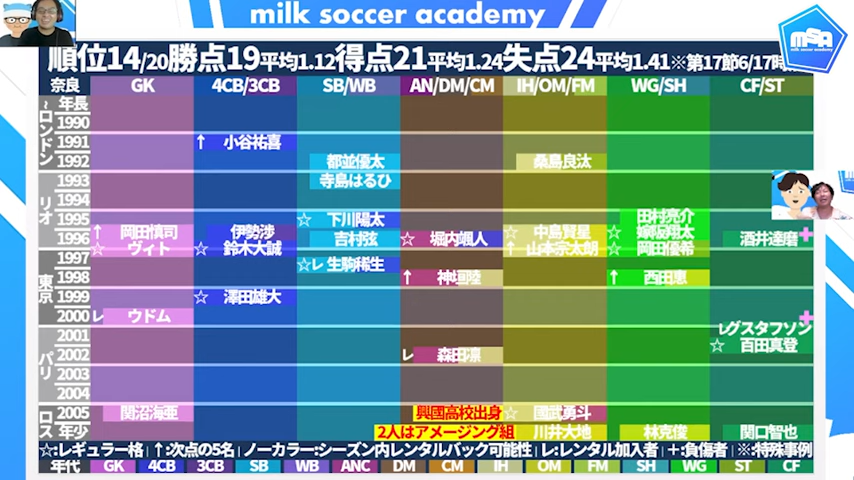 milk soccer academy
MSA
milk soccer academy
順位14/20勝点19平均1.12得点21平均1.24失点24平均1.41※第17節6/17時
奈良 GK 4CB/3CB SB/WB AN/DM/CM IH/OM/FM WG/SH CF/ST
~ロンドン 年長
1990
1991 ↑ 小谷祐喜
1992 都並優太 桑島良汰
リオ 1993 寺島はるひ
1994
1995 ☆ 下川陽太 田村亮介
↑ 岡田慎司 伊勢渉 ☆ 中島賢星 ☆ 嫁阪翔太
1996 ☆ ヴィト ☆ 鈴木大誠 吉村弦 ☆ 堀内颯人 ↑ 山本宗太朗 ☆ 岡田優希 酒井達磨 +
東京 1997 ☆レ 生駒稀生
1998 ↑ 神垣陸 ↑ 西田恵
1999 ☆ 澤田雄大
2000 レ ウドム +
パリ 2001 レグスタフソン
2002 レ 森田凛 ☆ 百田真登
2003
2004
ロス 2005 関沼海亜 興國高校出身 ☆ 國武勇斗
年少 2人はアメージング組 川井大地 林克俊 関口智也
☆:レギュラー格 | ↑:次点の5名 | ノーカラー:シーズン内レンタルバック可能性 | レ:レンタル加入者 | +:負傷者 | ※:特殊事例
年代 GK 4CB 3CB SB WB ANC DM CM IH OM FM SH WG ST CF